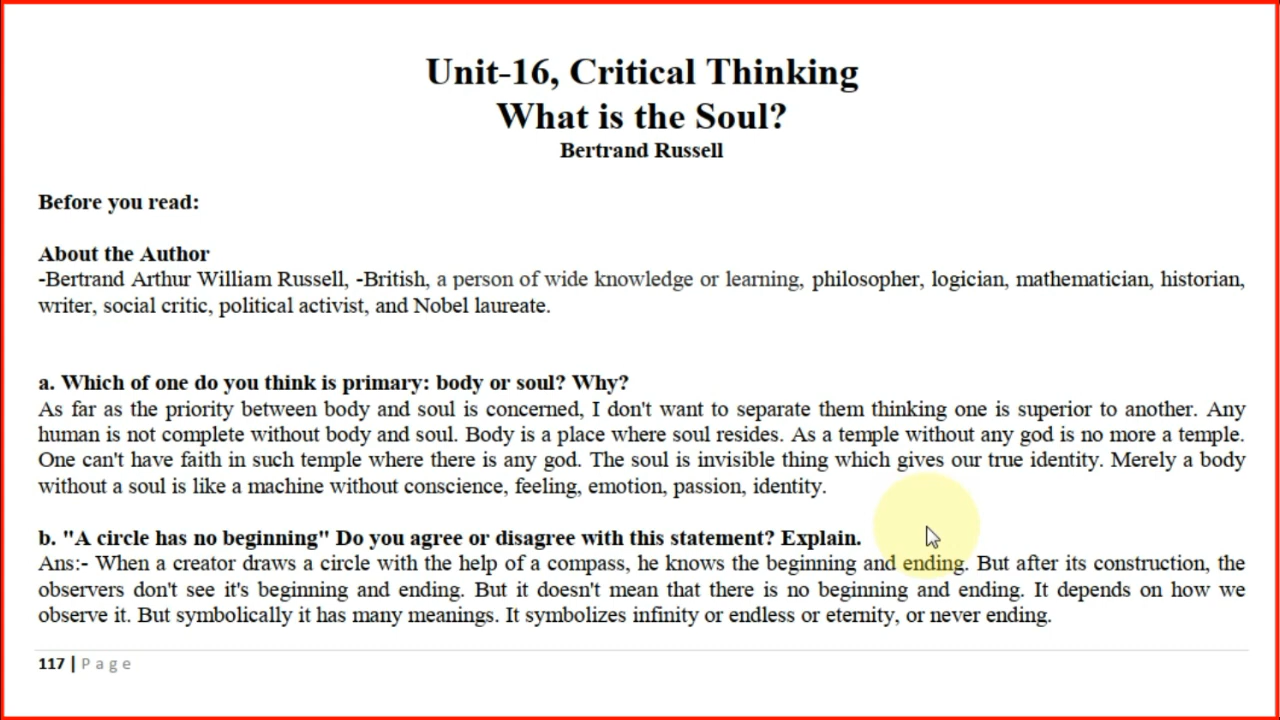 Unit-16, Critical Thinking
What is the Soul?
Bertrand Russell
Before you read:
About the Author
-Bertrand Arthur William Russell, -British, a person of wide knowledge or learning, philosopher, logician, mathematician, historian,
writer, social critic, political activist, and Nobel laureate.
a. Which of one do you think is primary: body or soul? Why?
As far as the priority between body and soul is concerned, I don't want to separate them thinking one is superior to another. Any
human is not complete without body and soul. Body is a place where soul resides. As a temple without any god is no more a temple.
One can't have faith in such temple where there is any god. The soul is invisible thing which gives our true identity. Merely a body
without a soul is like a machine without conscience, feeling, emotion, passion, identity.
b. "A circle has no beginning" Do you agree or disagree with this statement? Explain.
Ans:- When a creator draws a circle with the help of a compass, he knows the beginning and ending. But after its construction, the
observers don't see it's beginning and ending. But it doesn't mean that there is no beginning and ending. It depends on how we
observe it. But symbolically it has many meanings. It symbolizes infinity or endless or eternity, or never ending.
117 | Page